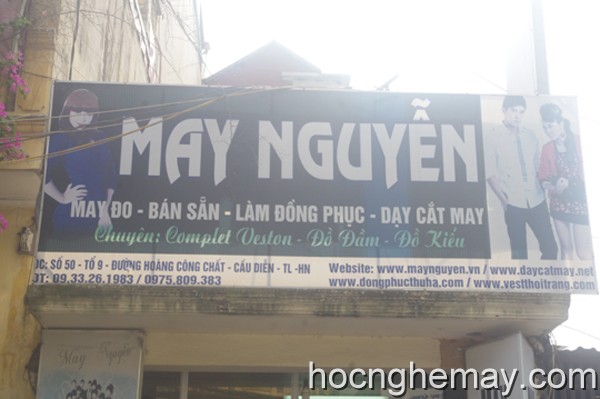 MAY NGUYỄN
MAY ĐO - BÁN SẴN - LÀM ĐỒNG PHỤC - DẠY CẮT MAY
Chuyên: Complet Veston - Đồ Đầm - Đồ Kiểu
ĐC: SỐ 50 - TỔ 9 - ĐƯỜNG HOÀNG CÔNG CHẤT - CẦU DIỄN - TL -HN
ĐT: 09.33.26.1983 / 0975.809.383
Website: www.maynguyen.vn / www.daycatmay.net
www.dongphucthuha.com / www.vestthoitrang.com
May Nguyễn
hocnghemay.com